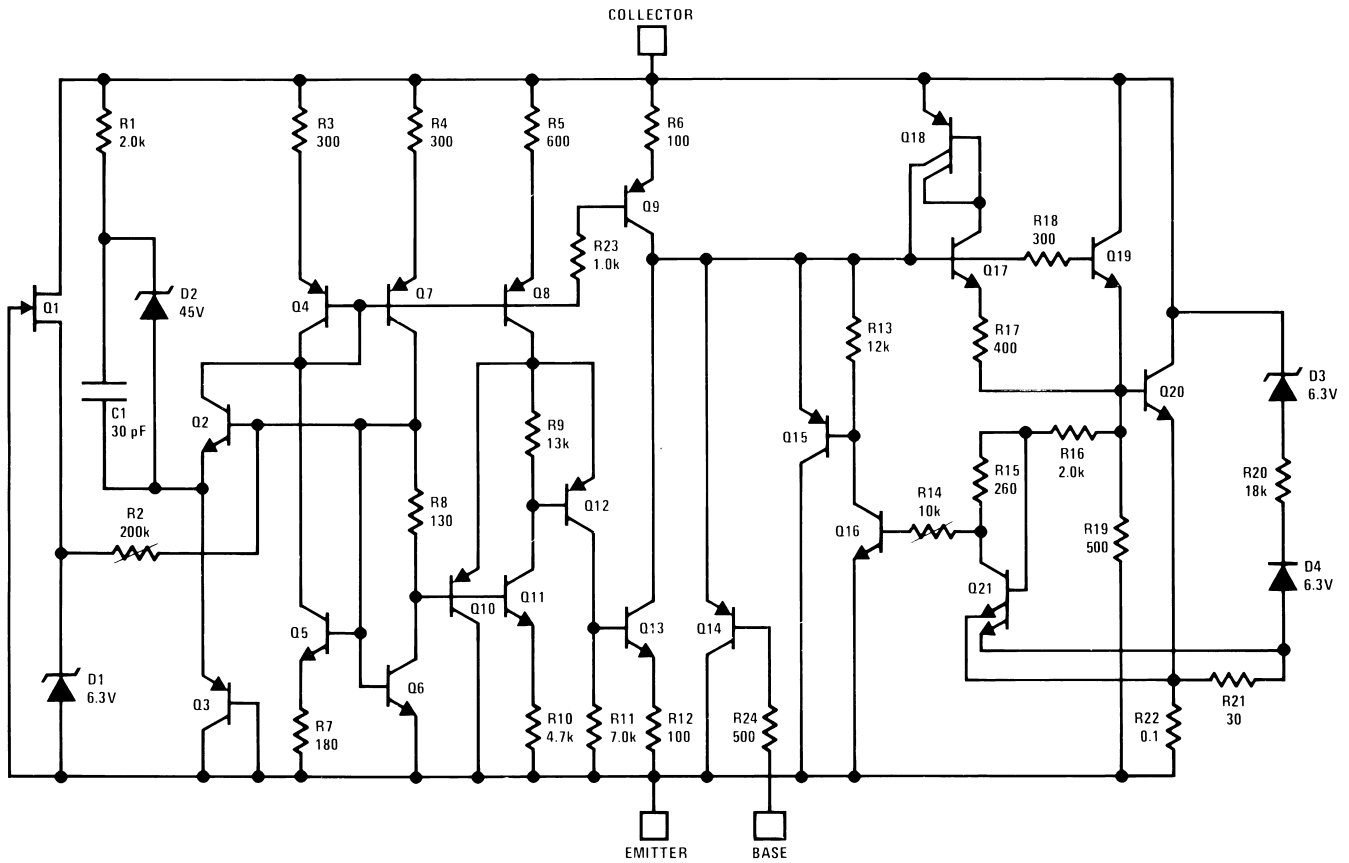 COLLECTOR
R1
2.0k
R3
300
R4
300
R5
600
R6
100
Q18
Q9
R23
1.0k
R18
300
Q17
Q19
Q1
D2
45V
Q4
Q7
Q8
R13
12k
R17
400
C1
30 pF
Q2
R9
13k
Q15
Q20
D3
6.3V
R2
200k
R8
130
Q12
R14
10k
Q16
R15
260
R16
2.0k
R19
500
R20
18k
D4
6.3V
Q5
Q10
Q11
Q13
Q14
Q21
D1
6.3V
Q3
Q6
R7
180
R10
4.7k
R11
7.0k
R12
100
R24
500
R22
0.1
R21
30
EMITTER
BASE